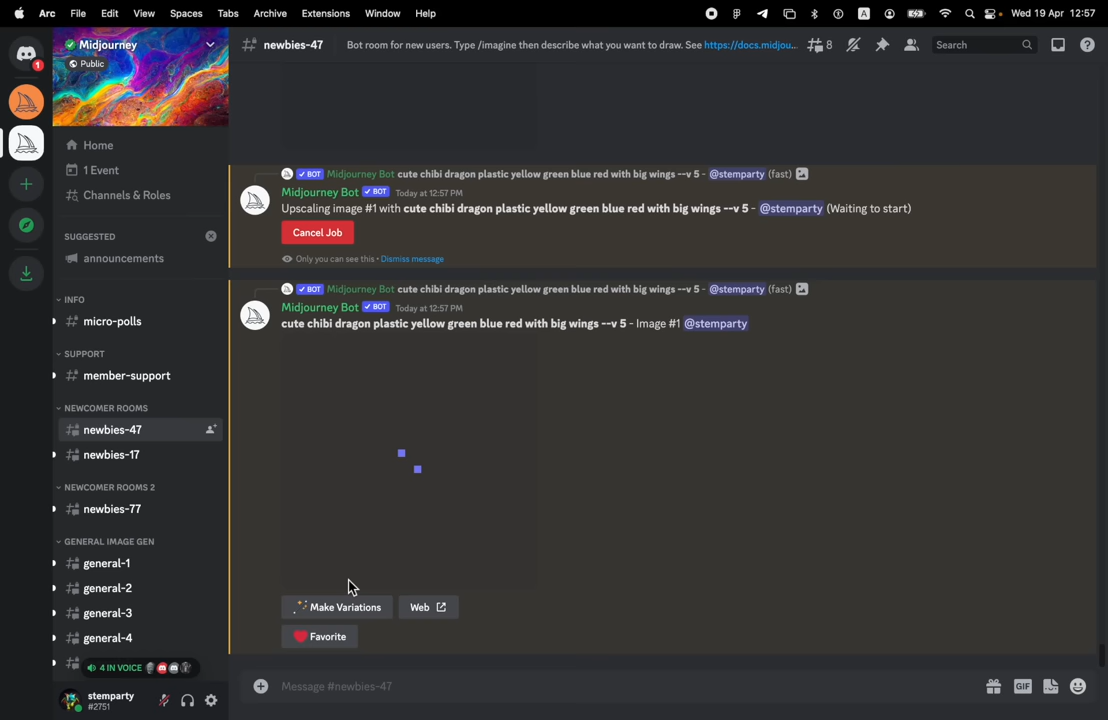 Arc File Edit View Spaces Tabs Archive Extensions Window Help
A Wed 19 Apr 12:57
Midjourney
Public
1
Home
1 Event
Channels & Roles
SUGGESTED
announcements
INFO
micro-polls
SUPPORT
member-support
NEWCOMER ROOMS
newbies-47
newbies-17
NEWCOMER ROOMS 2
newbies-77
GENERAL IMAGE GEN
general-1
general-2
general-3
general-4
4 IN VOICE
stemparty
#2751
newbies-47 Bot room for new users. Type /imagine then describe what you want to draw. See https://docs.midjou... 8 Search
✓ BOT Midjourney Bot cute chibi dragon plastic yellow green blue red with big wings --v 5 - @stemparty (fast)
Midjourney Bot ✓ BOT Today at 12:57 PM
Upscaling image #1 with cute chibi dragon plastic yellow green blue red with big wings --v 5 - @stemparty (Waiting to start)
Cancel Job
Only you can see this • Dismiss message
✓ BOT Midjourney Bot cute chibi dragon plastic yellow green blue red with big wings --v 5 - @stemparty (fast)
Midjourney Bot ✓ BOT Today at 12:57 PM
cute chibi dragon plastic yellow green blue red with big wings --v 5 - Image #1 @stemparty
Make Variations Web
Favorite
Message #newbies-47 GIF